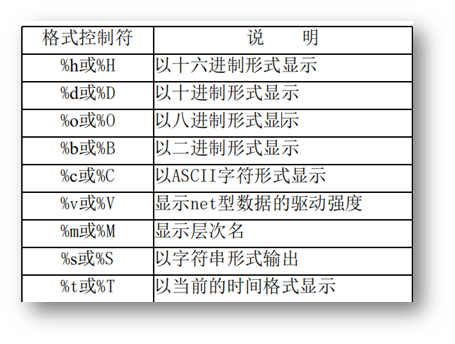 格式控制符 说 明
%h或%H 以十六进制形式显示
%d或%D 以十进制形式显示
%o或%O 以八进制形式显示
%b或%B 以二进制形式显示
%c或%C 以ASCII字符形式显示
%v或%V 显示net型数据的驱动强度
%m或%M 显示层次名
%s或%S 以字符串形式输出
%t或%T 以当前的时间格式显示